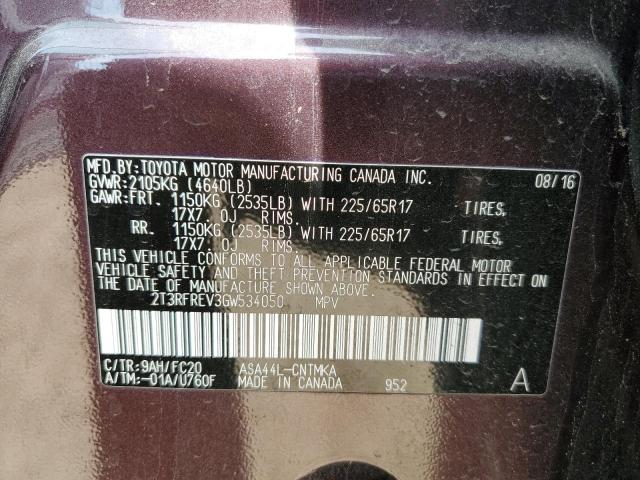 MFD.BY:TOYOTA MOTOR MANUFACTURING CANADA INC. 08/16
GVWR:2105KG (4640LB)
GAWR:FRT. 1150KG (2535LB) WITH 225/65R17 TIRES,
17X7.0J RIMS.
RR. 1150KG (2535LB) WITH 225/65R17 TIRES,
17X7.0J RIMS.
THIS VEHICLE CONFORMS TO ALL APPLICABLE FEDERAL MOTOR
VEHICLE SAFETY AND THEFT PREVENTION STANDARDS IN EFFECT ON
THE DATE OF MANUFACTURE SHOWN ABOVE.
2T3RFREV3GW534050 MPV
C/TR:9AH/FC20 ASA44L-CNTMKA
A/TM:-01A/U760F MADE IN CANADA 952 A